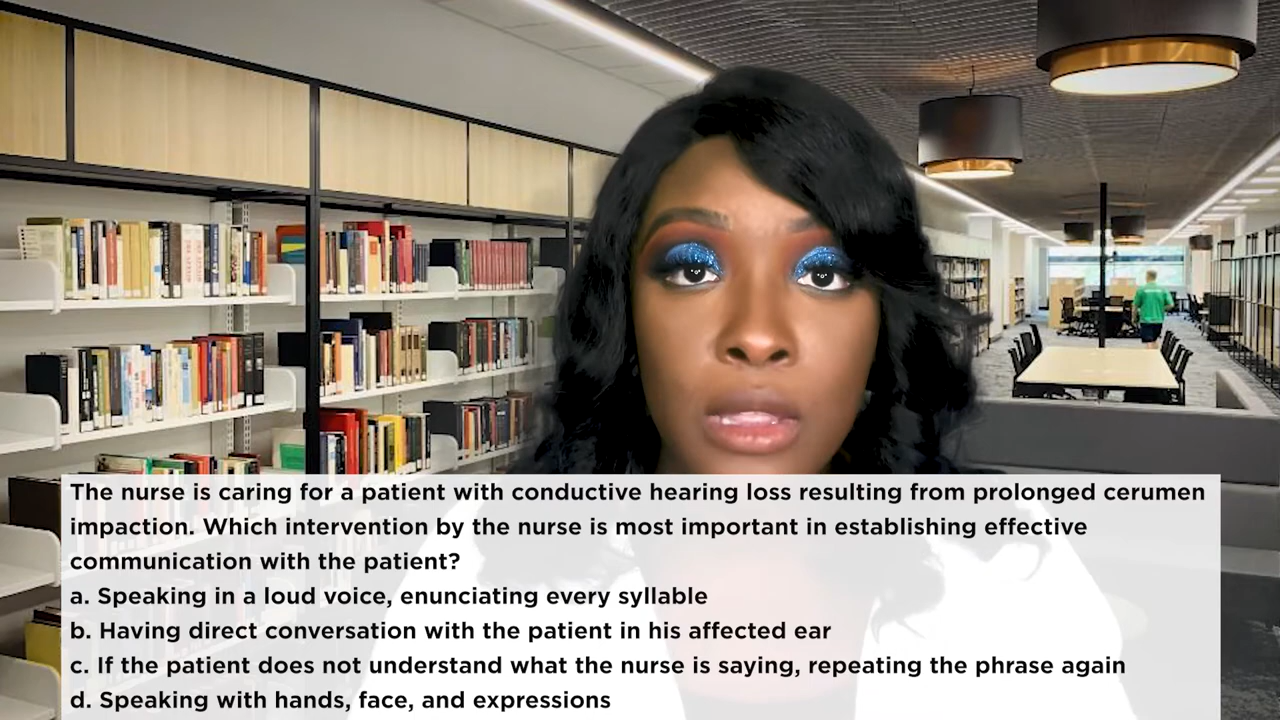 The nurse is caring for a patient with conductive hearing loss resulting from prolonged cerumen
impaction. Which intervention by the nurse is most important in establishing effective
communication with the patient?
a. Speaking in a loud voice, enunciating every syllable
b. Having direct conversation with the patient in his affected ear
c. If the patient does not understand what the nurse is saying, repeating the phrase again
d. Speaking with hands, face, and expressions